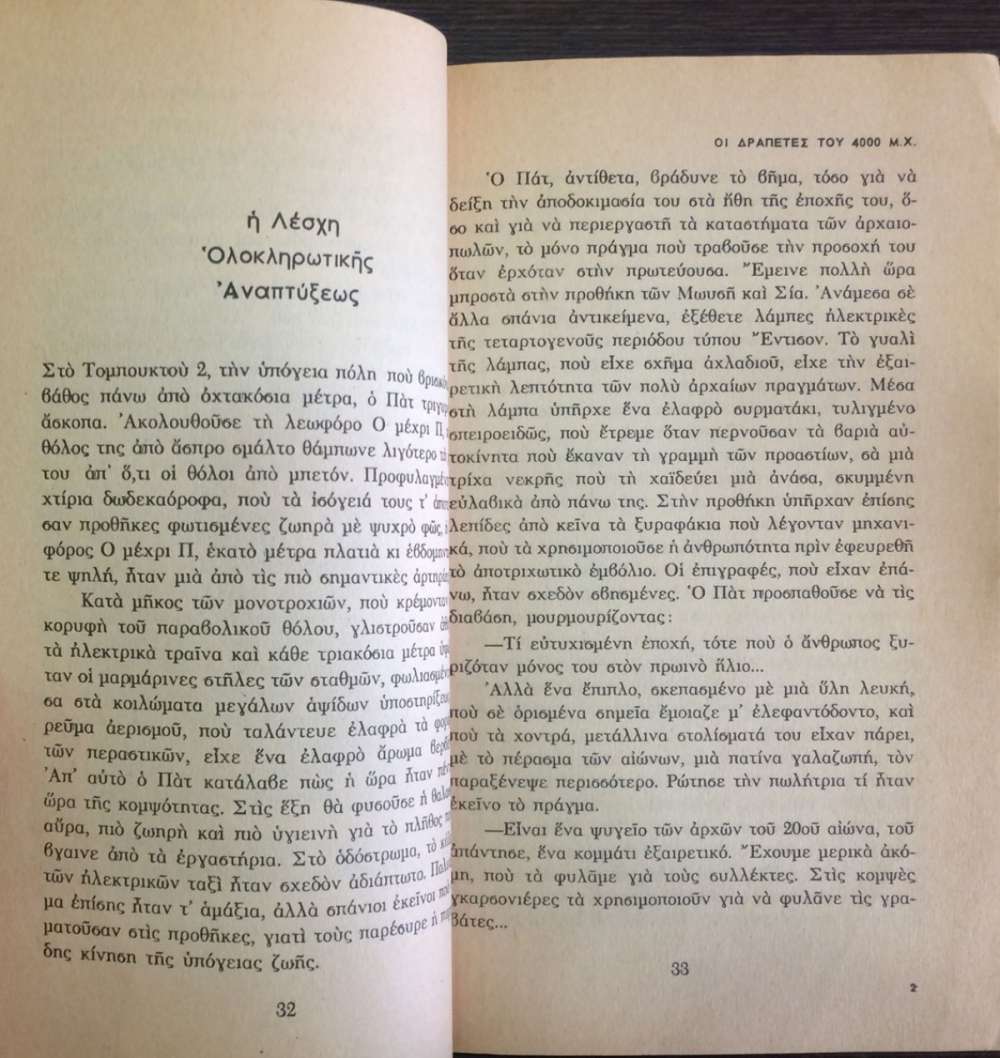 ἡ Λέσχη
Ὁλοκληρωτικῆς
Ἀναπτύξεως
Στὸ Τομπουκτοὺ 2, τὴν ὑπόγεια πόλη ποὺ
βάθος πάνω ἀπὸ ὀχτακόσια μέτρα, ὁ Πὰτ
ἄσκοπα. Ἀκολουθοῦσε τὴ λεωφόρο Ο μέχρι Π,
θόλος της ἀπὸ ἄσπρο σμάλτο θάμπωνε λιγότερο
του ἀπ' ὅ,τι οἱ θόλοι ἀπὸ μπετόν.
χτίρια δωδεκαόροφα, ποὺ τὰ ἰσόγειά τους τ'
σαν προθῆκες φωτισμένες ζωηρὰ μὲ ψυχρὸ φῶς,
φόρος Ο μέχρι Π, ἑκατὸ μέτρα πλατιὰ κι
τε ψηλή, ἦταν μιὰ ἀπὸ τὶς πιὸ σημαντικὲς
Κατὰ μῆκος τῶν μονοτροχιῶν, ποὺ
κορυφὴ τοῦ παραβολικοῦ θόλου, γλιστροῦσαν
τὰ ἠλεκτρικὰ τραῖνα καὶ κάθε τριακόσια μέτρα
ταν οἱ μαρμάρινες στῆλες τῶν σταθμῶν,
σα στὰ κοιλώματα μεγάλων ἁψίδων
ρεῦμα ἀερισμοῦ, ποὺ ταλάντευε ἐλαφρὰ τὰ
τῶν περαστικῶν, εἶχε ἕνα ἐλαφρὸ ἄρωμα
Ἀπ' αὐτὸ ὁ Πὰτ κατάλαβε πὼς ἡ ὥρα ἦταν
ὥρα τῆς κομψότητας. Στὶς ἕξη θὰ φυσοῦσε ἡ
αὔρα, πιὸ ζωηρὴ καὶ πιὸ ὑγιεινὴ γιὰ τὸ πλῆθος
βγαινε ἀπὸ τὰ ἐργαστήρια. Στὸ ὁδόστρωμα, τὸ
τῶν ἠλεκτρικῶν ταξὶ ἦταν σχεδὸν ἀδιάπτωτο.
μα ἐπίσης ἦταν τ' ἁμάξια, ἀλλὰ σπάνιοι ἐκεῖνοι
ματοῦσαν στὶς προθῆκες, γιατὶ τοὺς παρέσυρε ἡ
δης κίνηση τῆς ὑπόγειας ζωῆς.
32
ΟΙ ΔΡΑΠΕΤΕΣ ΤΟΥ 4000 Μ.Χ.
Ὁ Πάτ, ἀντίθετα, βράδυνε τὸ βῆμα, τόσο γιὰ νὰ
δείξη τὴν ἀποδοκιμασία του στὰ ἤθη τῆς ἐποχῆς του, ὅ-
σο καὶ γιὰ νὰ περιεργαστῆ τὰ καταστήματα τῶν ἀρχαιο-
πωλῶν, τὸ μόνο πράγμα ποὺ τραβοῦσε τὴν προσοχή του
ὅταν ἐρχόταν στὴν πρωτεύουσα. Ἔμεινε πολλὴ ὥρα
μπροστὰ στὴν προθήκη τῶν Μωυσῆ καὶ Σία. Ἀνάμεσα σὲ
ἄλλα σπάνια ἀντικείμενα, ἐξέθετε λάμπες ἠλεκτρικὲς
τῆς τεταρτογενοῦς περιόδου τύπου Ἔντισον. Τὸ γυαλὶ
τῆς λάμπας, ποὺ εἶχε σχῆμα ἀχλαδιοῦ, εἶχε τὴν ἐξαι-
ρετικὴ λεπτότητα τῶν πολὺ ἀρχαίων πραγμάτων. Μέσα
στὴ λάμπα ὑπῆρχε ἕνα ἐλαφρὸ συρματάκι, τυλιγμένο
σπειροειδῶς, ποὺ ἔτρεμε ὅταν περνοῦσαν τὰ βαριὰ αὐ-
τοκίνητα ποὺ ἔκαναν τὴ γραμμὴ τῶν προαστίων, σὰ μιὰ
τρίχα νεκρῆς ποὺ τὴ χαϊδεύει μιὰ ἀνάσα, σκυμμένη
εὐλαβικὰ ἀπὸ πάνω της. Στὴν προθήκη ὑπῆρχαν ἐπίσης
λεπίδες ἀπὸ κεῖνα τὰ ξυραφάκια ποὺ λέγονταν μηχανι-
κά, ποὺ τὰ χρησιμοποιοῦσε ἡ ἀνθρωπότητα πρὶν ἐφευρεθῆ
τὸ ἀποτριχωτικὸ ἐμβόλιο. Οἱ ἐπιγραφές, ποὺ εἶχαν ἐπά-
νω, ἦταν σχεδὸν σβησμένες. Ὁ Πὰτ προσπαθοῦσε νὰ τὶς
διαβάση, μουρμουρίζοντας:
—Τί εὐτυχισμένη ἐποχή, τότε ποὺ ὁ ἄνθρωπος ξυ-
ριζόταν μόνος του στὸν πρωινὸ ἥλιο...
Ἀλλὰ ἕνα ἔπιπλο, σκεπασμένο μὲ μιὰ ὕλη λευκή,
ποὺ σὲ ὁρισμένα σημεῖα ἔμοιαζε μ' ἐλεφαντόδοντο, καὶ
ποὺ τὰ χοντρά, μετάλλινα στολίσματά του εἶχαν πάρει,
μὲ τὸ πέρασμα τῶν αἰώνων, μιὰ πατίνα γαλαζωπή, τὸν
παραξένεψε περισσότερο. Ρώτησε τὴν πωλήτρια τί ἦταν
ἐκεῖνο τὸ πράγμα.
—Εἶναι ἕνα ψυγεῖο τῶν ἀρχῶν τοῦ 20οῦ αἰώνα, τοῦ
ἀπάντησε, ἕνα κομμάτι ἐξαιρετικό. Ἔχουμε μερικὰ ἀκό-
μη, ποὺ τὰ φυλᾶμε γιὰ τοὺς συλλέκτες. Στὶς κομψὲς
γκαρσονιέρες τὰ χρησιμοποιοῦν γιὰ νὰ φυλᾶνε τὶς γρα-
βάτες...
33
2